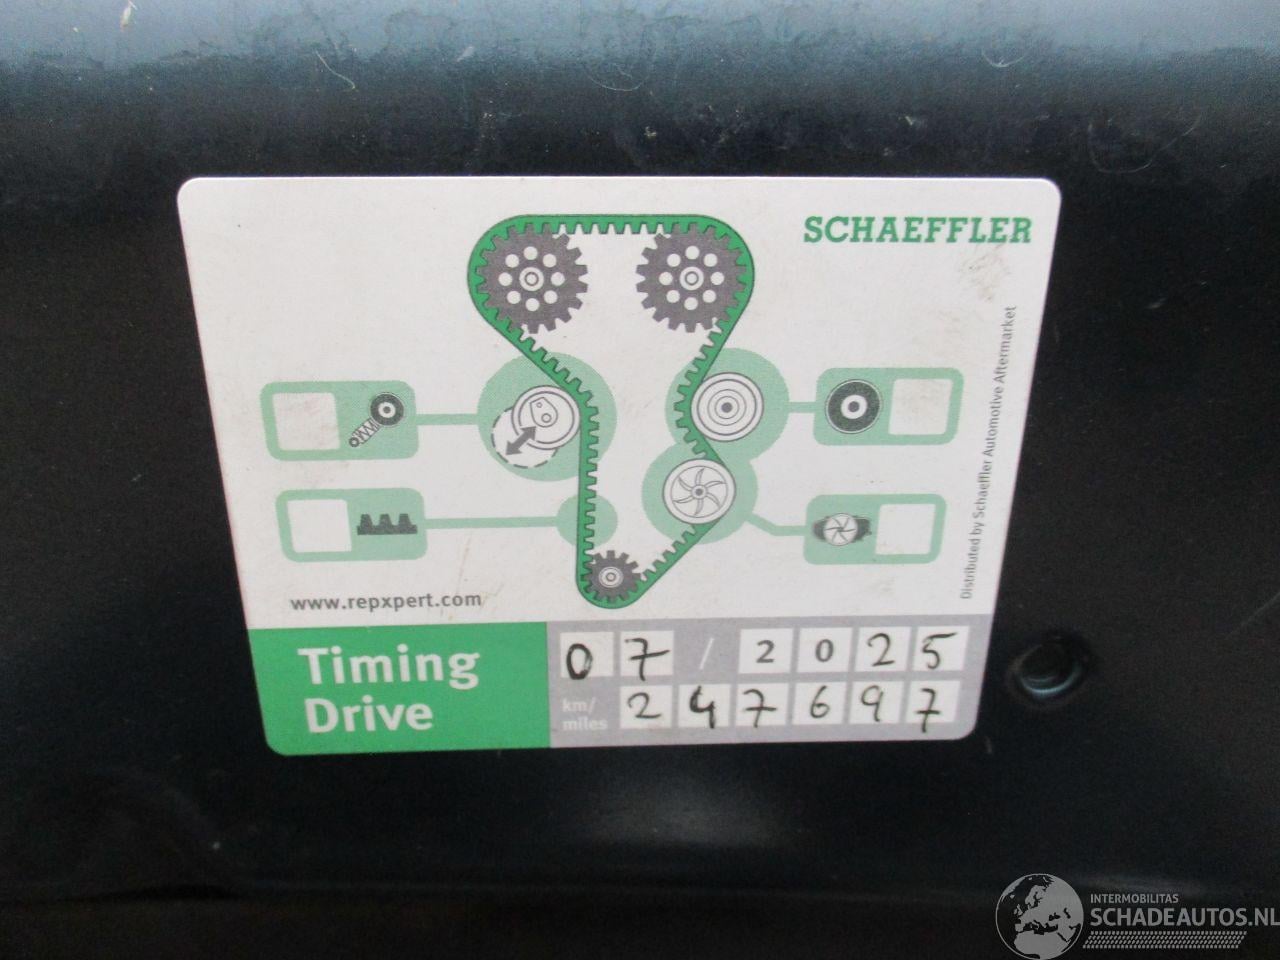 SCHAEFFLER
Distributed by Schaeffler Automotive Aftermarket
www.repxpert.com
Timing
Drive
07 / 2025
km/
miles
247697
INTERMOBILITAS
SCHADEAUTOS.NL